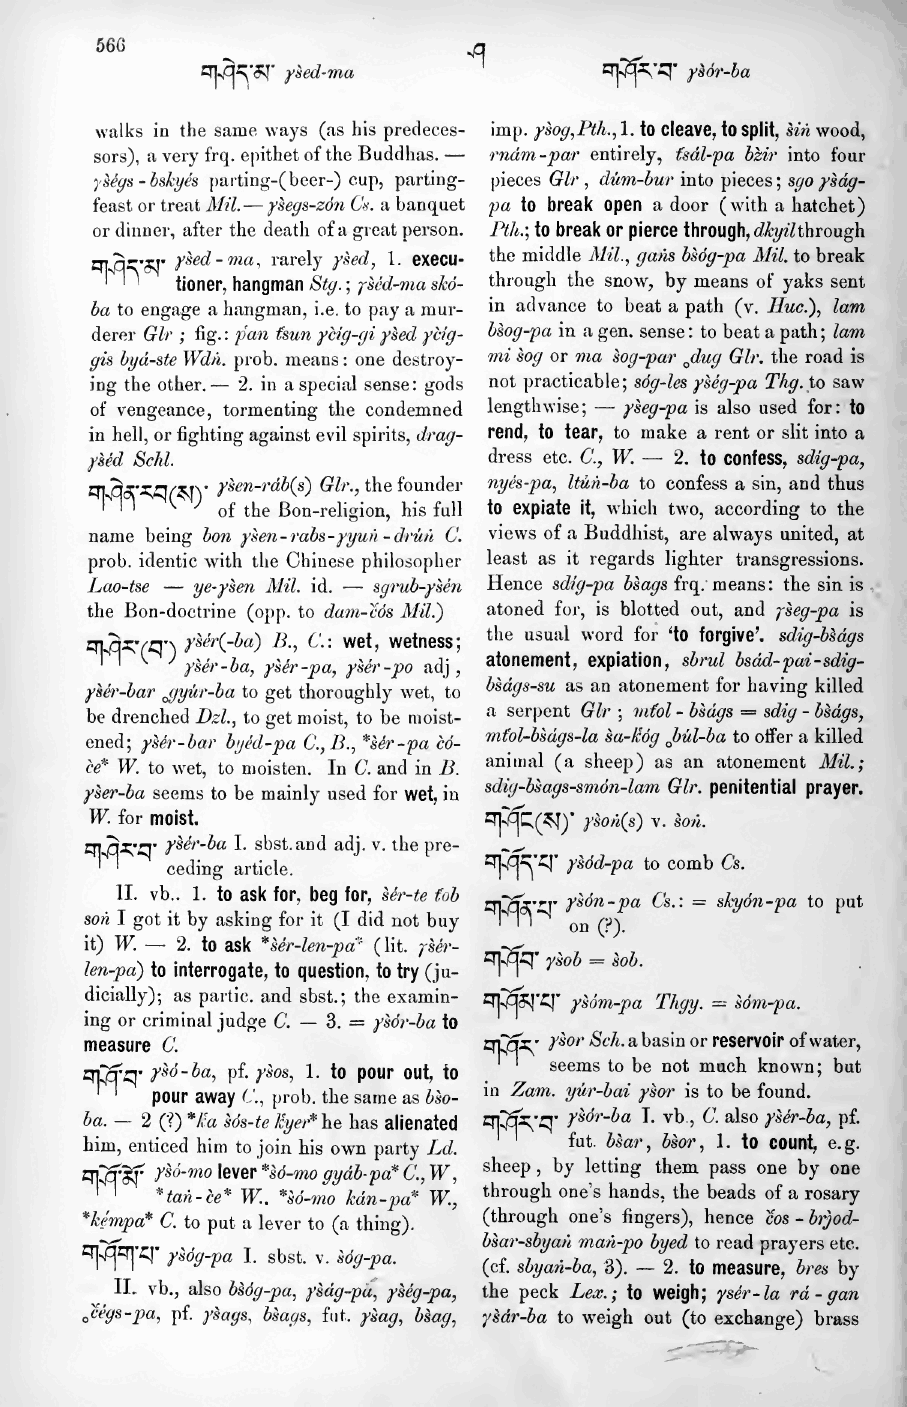 566
ཤ
གཤེད་མ་ γšed-ma
གཤོར་བ་ γšór-ba
walks in the same ways (as his predeces-
sors), a very frq. epithet of the Buddhas. —
γšégs-bskyés parting-(beer-) cup, parting-
feast or treat Mil. — γšegs-zón Cs. a banquet
or dinner, after the death of a great person.
གཤེད་མ་ γšed-ma, rarely γšed, 1. execu-
tioner, hangman Stg.; γšéd-ma skó-
ba to engage a hangman, i.e. to pay a mur-
derer Glr ; fig.: ṕan tšun γčig-gi γšed γčig-
gis byá-ste Wdṅ. prob. means: one destroy-
ing the other. — 2. in a special sense: gods
of vengeance, tormenting the condemned
in hell, or fighting against evil spirits, drag-
γšéd Schl.
གཤེན་རབ(ས)་ γšen-ráb(s) Glr., the founder
of the Bon-religion, his full
name being bon γšen-rabs-γyuṅ-drúṅ C.
prob. identic with the Chinese philosopher
Lao-tse — ye-γšen Mil. id. — sgrub-γšén
the Bon-doctrine (opp. to dam-čós Mil.)
གཤེར་(བ་) γšér(-ba) B., C.: wet, wetness;
γšér-ba, γšér-pa, γšér-po adj,
γšér-bar ₒgyúr-ba to get thoroughly wet, to
be drenched Dzl., to get moist, to be moist-
ened; γšér-bar byéd-pa C., B., *šér-pa čó-
če* W. to wet, to moisten. In C. and in B.
γšer-ba seems to be mainly used for wet, in
W. for moist.
གཤེར་བ་ γšér-ba I. sbst. and adj. v. the pre-
ceding article.
II. vb.. 1. to ask for, beg for, šér-te tob
soṅ I got it by asking for it (I did not buy
it) W. — 2. to ask *šér-len-pa* (lit. γšér-
len-pa) to interrogate, to question, to try (ju-
dicially); as partic. and sbst.; the examin-
ing or criminal judge C. — 3. = γšór-ba to
measure C.
གཤོ་བ་ γšó-ba, pf. γšos, 1. to pour out, to
pour away C., prob. the same as bšo-
ba. — 2 (?) *ḱa šós-te ḱyer* he has alienated
him, enticed him to join his own party Ld.
གཤོ་མོ་ γšó-mo lever *šó-mo gyáb-pa* C., W,
*taṅ-če* W.. *šó-mo kán-pa* W.,
*kémpa* C. to put a lever to (a thing).
གཤོག་པ་ γšóg-pa I. sbst. v. šóg-pa.
II. vb., also bšóg-pa, γšág-pa, γšég-pa,
ₒčégs-pa, pf. γšags, bšags, fut. γšag, bšag,
imp. γšog, Pth., 1. to cleave, to split, šiṅ wood,
rnám-par entirely, tsál-pa bžir into four
pieces Glr , dúm-bur into pieces; sgo γšág-
pa to break open a door (with a hatchet)
Pth.; to break or pierce through, dkyil through
the middle Mil., gaṅs bšóg-pa Mil. to break
through the snow, by means of yaks sent
in advance to beat a path (v. Huc.), lam
bšog-pa in a gen. sense: to beat a path; lam
mi šog or ma šog-par ₒdug Glr. the road is
not practicable; sóg-les γšég-pa Thg. to saw
lengthwise; — γšeg-pa is also used for: to
rend, to tear, to make a rent or slit into a
dress etc. C., W. — 2. to confess, sdig-pa,
nyés-pa, ltúṅ-ba to confess a sin, and thus
to expiate it, which two, according to the
views of a Buddhist, are always united, at
least as it regards lighter transgressions.
Hence sdíg-pa bšags frq. means: the sin is
atoned for, is blotted out, and γšeg-pa is
the usual word for ‘to forgive’. sdig-bšágs
atonement, expiation, sbrul bsád-pai-sdig-
bšágs-su as an atonement for having killed
a serpent Glr ; mtol-bšágs = sdig-bšágs,
mtol-bšágs-la ša-ḱóg ₒbúl-ba to offer a killed
animal (a sheep) as an atonement Mil.;
sdig-bšags-smón-lam Glr. penitential prayer.
གཤོང(ས)་ γšoṅ(s) v. šoṅ.
གཤོད་པ་ γšód-pa to comb Cs.
གཤོན་པ་ γšón-pa Cs.: = skyón-pa to put
on (?).
གཤོབ་ γšob = šob.
གཤོམ་པ་ γšóm-pa Thgy. = šóm-pa.
གཤོར་ γšor Sch. a basin or reservoir of water,
seems to be not much known; but
in Zam. yúr-bai γšor is to be found.
གཤོར་བ་ γšór-ba I. vb., C. also γšér-ba, pf.
fut. bšar, bšor, 1. to count, e.g.
sheep, by letting them pass one by one
through one's hands, the beads of a rosary
(through one's fingers), hence čos-brjod-
bšar-sbyaṅ maṅ-po byed to read prayers etc.
(cf. sbyaṅ-ba, 3). — 2. to measure, bres by
the peck Lex.; to weigh; γsér-la rá-gan
γšár-ba to weigh out (to exchange) brass